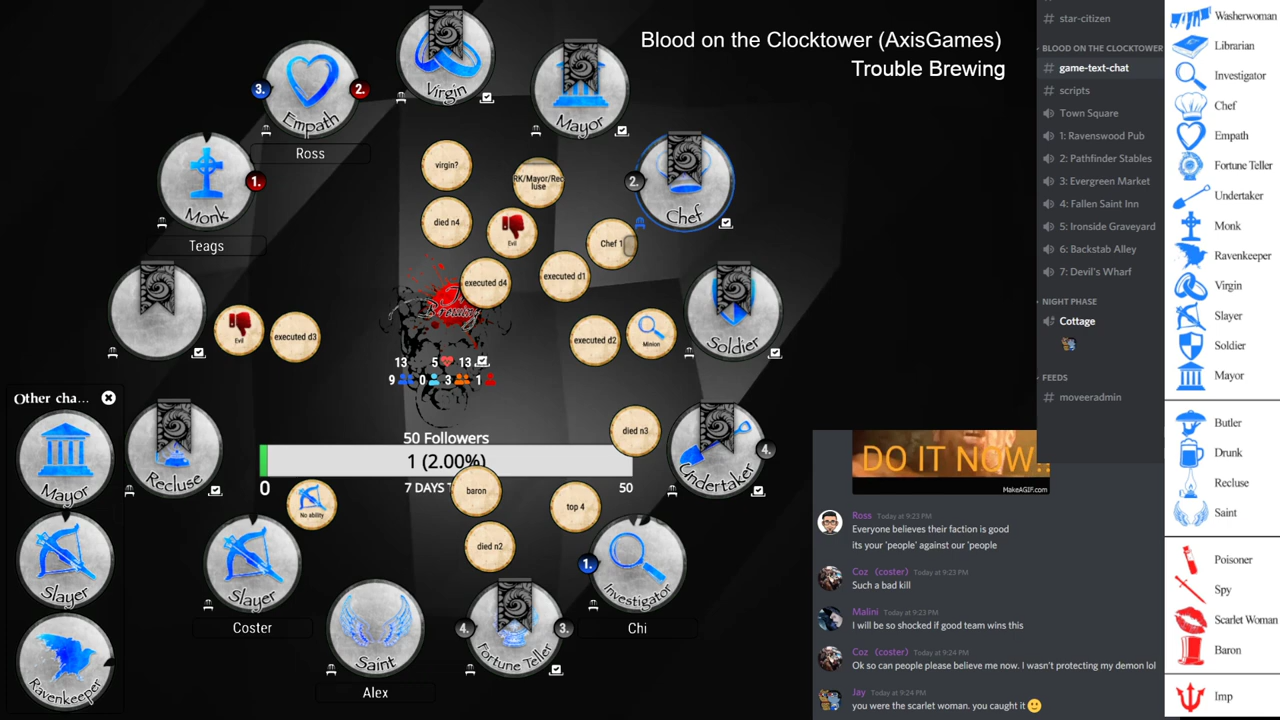 Blood on the Clocktower (AxisGames)
Trouble Brewing
Virgin
Empath
3.
2.
Ross
Mayor
Monk
1.
Teags
Chef
2.
virgin?
RK/Mayor/Rec
luse
died n4
Evil
Chef 1
executed d4
executed d1
Soldier
Evil
executed d3
executed d2
Minion
13 5 13
9 0 3 1
Other cha...
Mayor
Slayer
Ravenkeeper
Recluse
50 Followers
1 (2.00%)
0
7 DAYS
50
died n3
Undertaker
4.
No ability
baron
top 4
died n2
Slayer
Coster
Saint
Alex
Fortune Teller
4.
3.
Investigator
1.
Chi
# star-citizen
BLOOD ON THE CLOCKTOWER
# game-text-chat
# scripts
Town Square
1: Ravenswood Pub
2: Pathfinder Stables
3: Evergreen Market
4: Fallen Saint Inn
5: Ironside Graveyard
6: Backstab Alley
7: Devil's Wharf
NIGHT PHASE
Cottage
FEEDS
# moveeradmin
DO IT NOW..
MakeAGIF.com
Ross Today at 9:23 PM
Everyone believes their faction is good
its your 'people' against our 'people
Coz (coster) Today at 9:23 PM
Such a bad kill
Malini Today at 9:23 PM
I will be so shocked if good team wins this
Coz (coster) Today at 9:24 PM
Ok so can people please believe me now. I wasn't protecting my demon lol
Jay Today at 9:24 PM
you were the scarlet woman. you caught it
Washerwoman
Librarian
Investigator
Chef
Empath
Fortune Teller
Undertaker
Monk
Ravenkeeper
Virgin
Slayer
Soldier
Mayor
Butler
Drunk
Recluse
Saint
Poisoner
Spy
Scarlet Woman
Baron
Imp